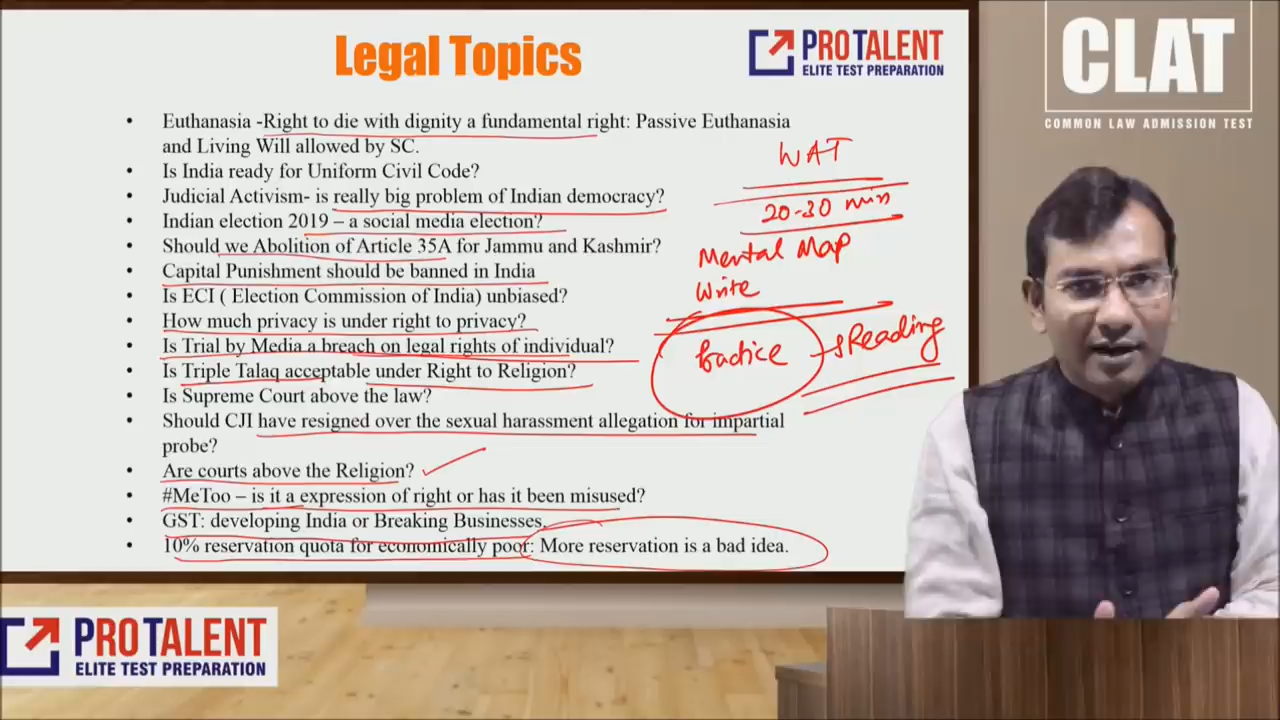 Legal Topics
PROTALENT
ELITE TEST PREPARATION
CLAT
COMMON LAW ADMISSION TEST
• Euthanasia -Right to die with dignity a fundamental right: Passive Euthanasia
and Living Will allowed by SC.
• Is India ready for Uniform Civil Code?
• Judicial Activism- is really big problem of Indian democracy?
• Indian election 2019 – a social media election?
• Should we Abolition of Article 35A for Jammu and Kashmir?
• Capital Punishment should be banned in India
• Is ECI ( Election Commission of India) unbiased?
• How much privacy is under right to privacy?
• Is Trial by Media a breach on legal rights of individual?
• Is Triple Talaq acceptable under Right to Religion?
• Is Supreme Court above the law?
• Should CJI have resigned over the sexual harassment allegation for impartial
probe?
• Are courts above the Religion?
• #MeToo – is it a expression of right or has it been misused?
• GST: developing India or Breaking Businesses.
• 10% reservation quota for economically poor: More reservation is a bad idea.
WAT
20-30 min
Mental Map
Write
Practice
Reading
PROTALENT
ELITE TEST PREPARATION